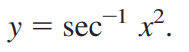 y = sec⁻¹ x².